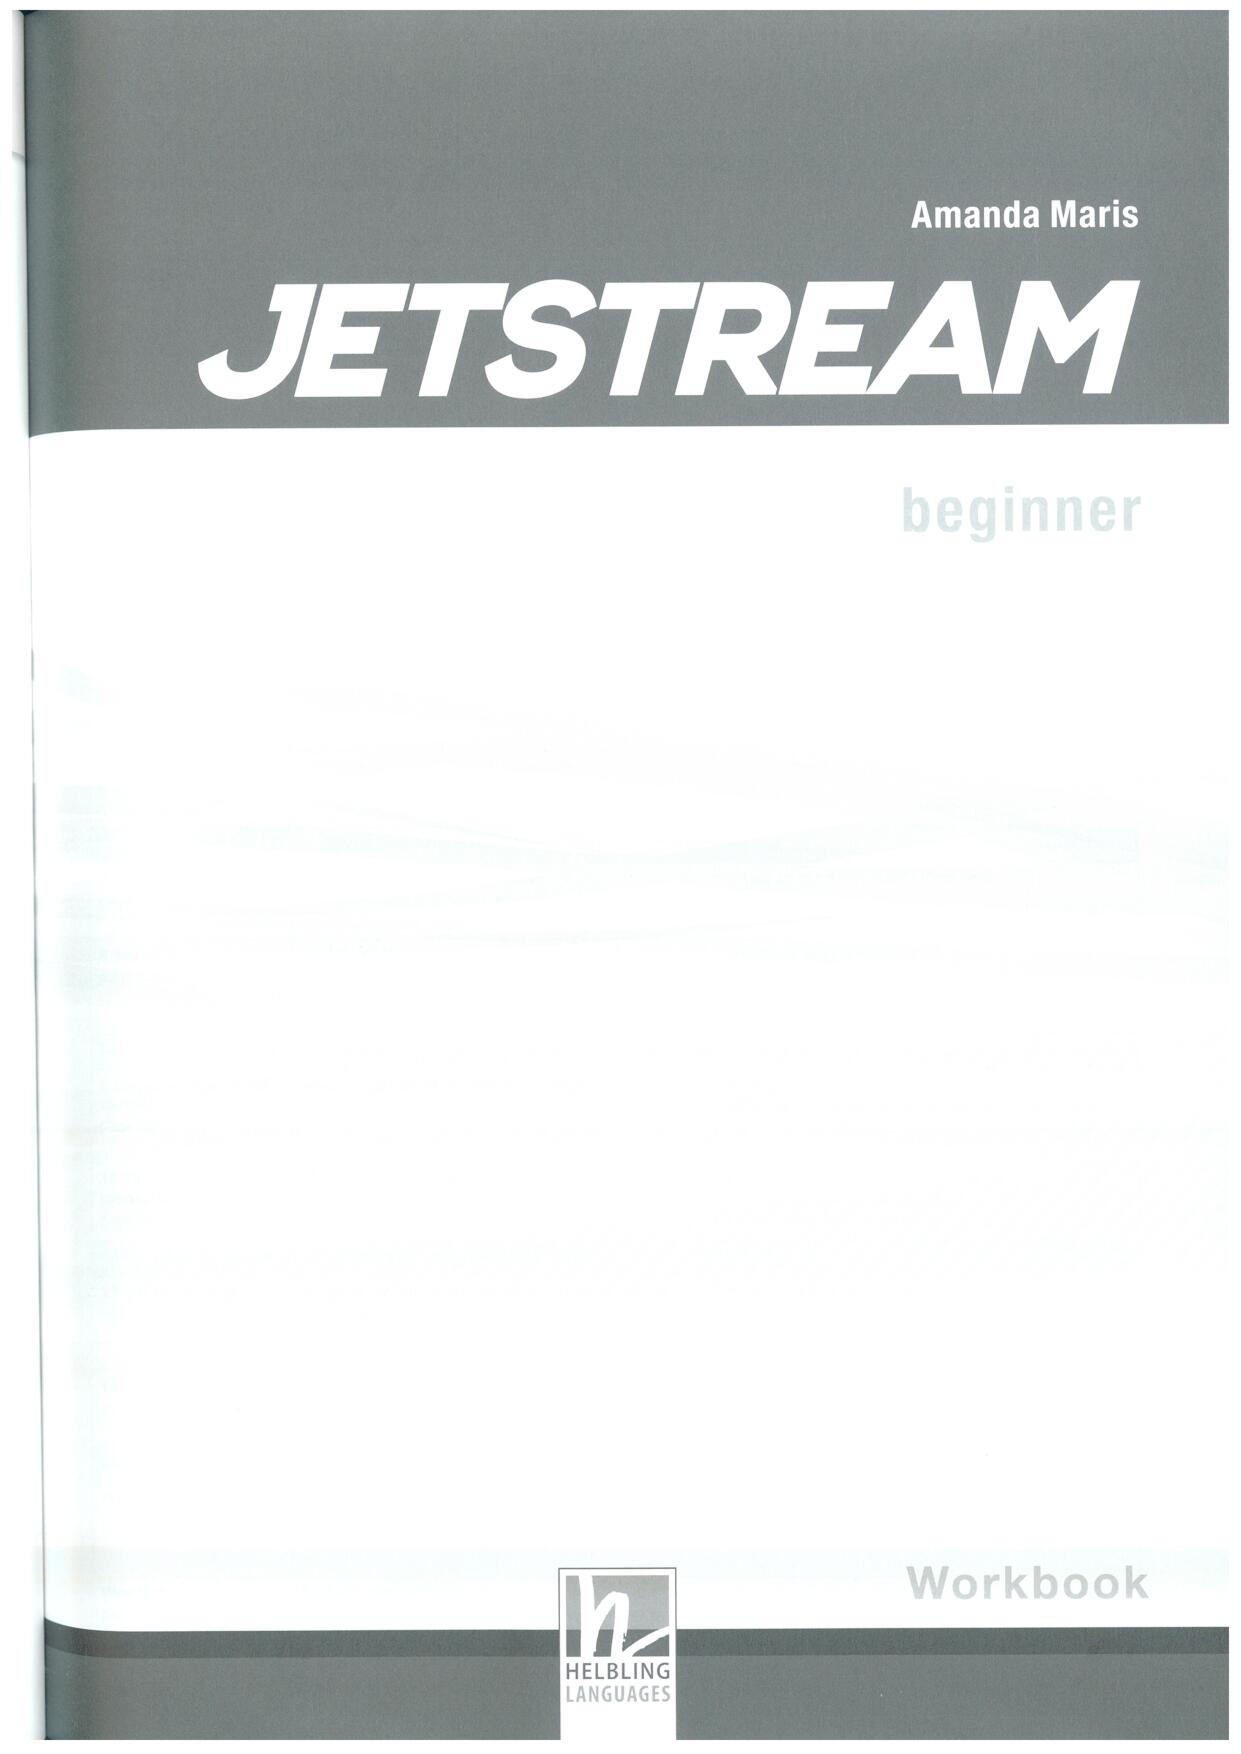 Amanda Maris
JETSTREAM
beginner
Workbook
HELBLING
LANGUAGES